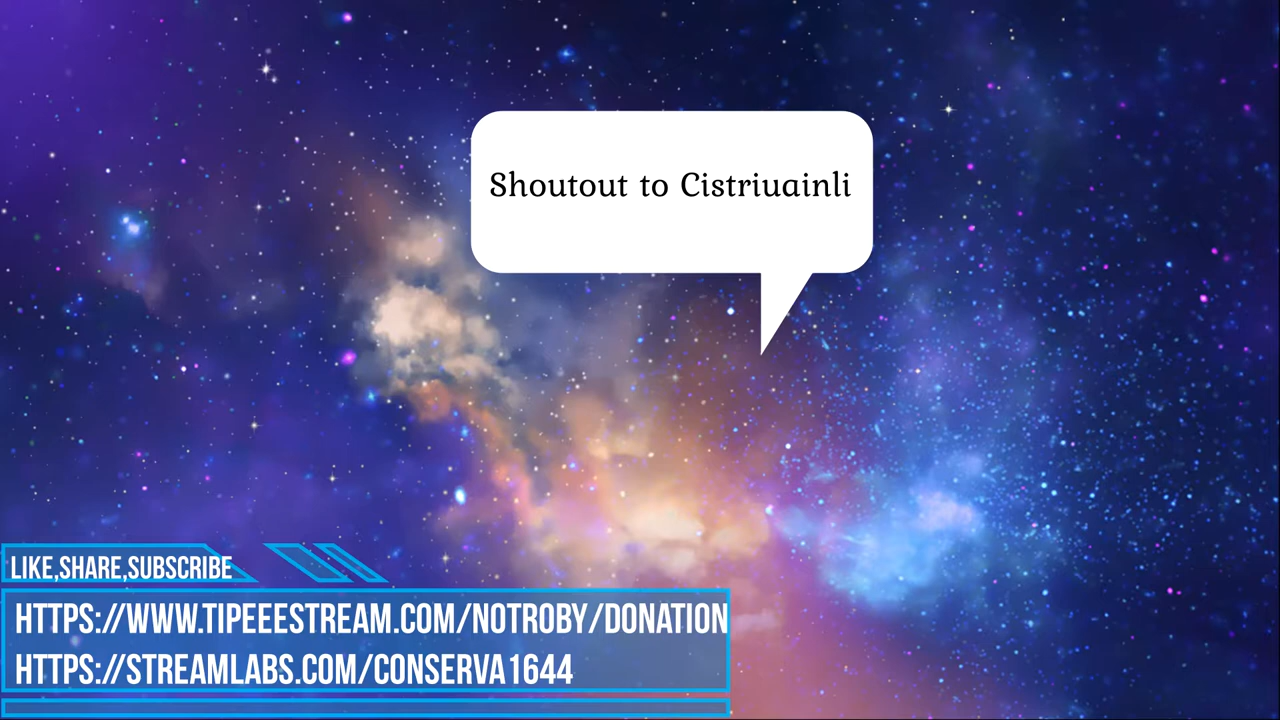 Shoutout to Cistriuainli
LIKE,SHARE,SUBSCRIBE
HTTPS://WWW.TIPEEESTREAM.COM/NOTROBY/DONATION
HTTPS://STREAMLABS.COM/CONSERVA1644